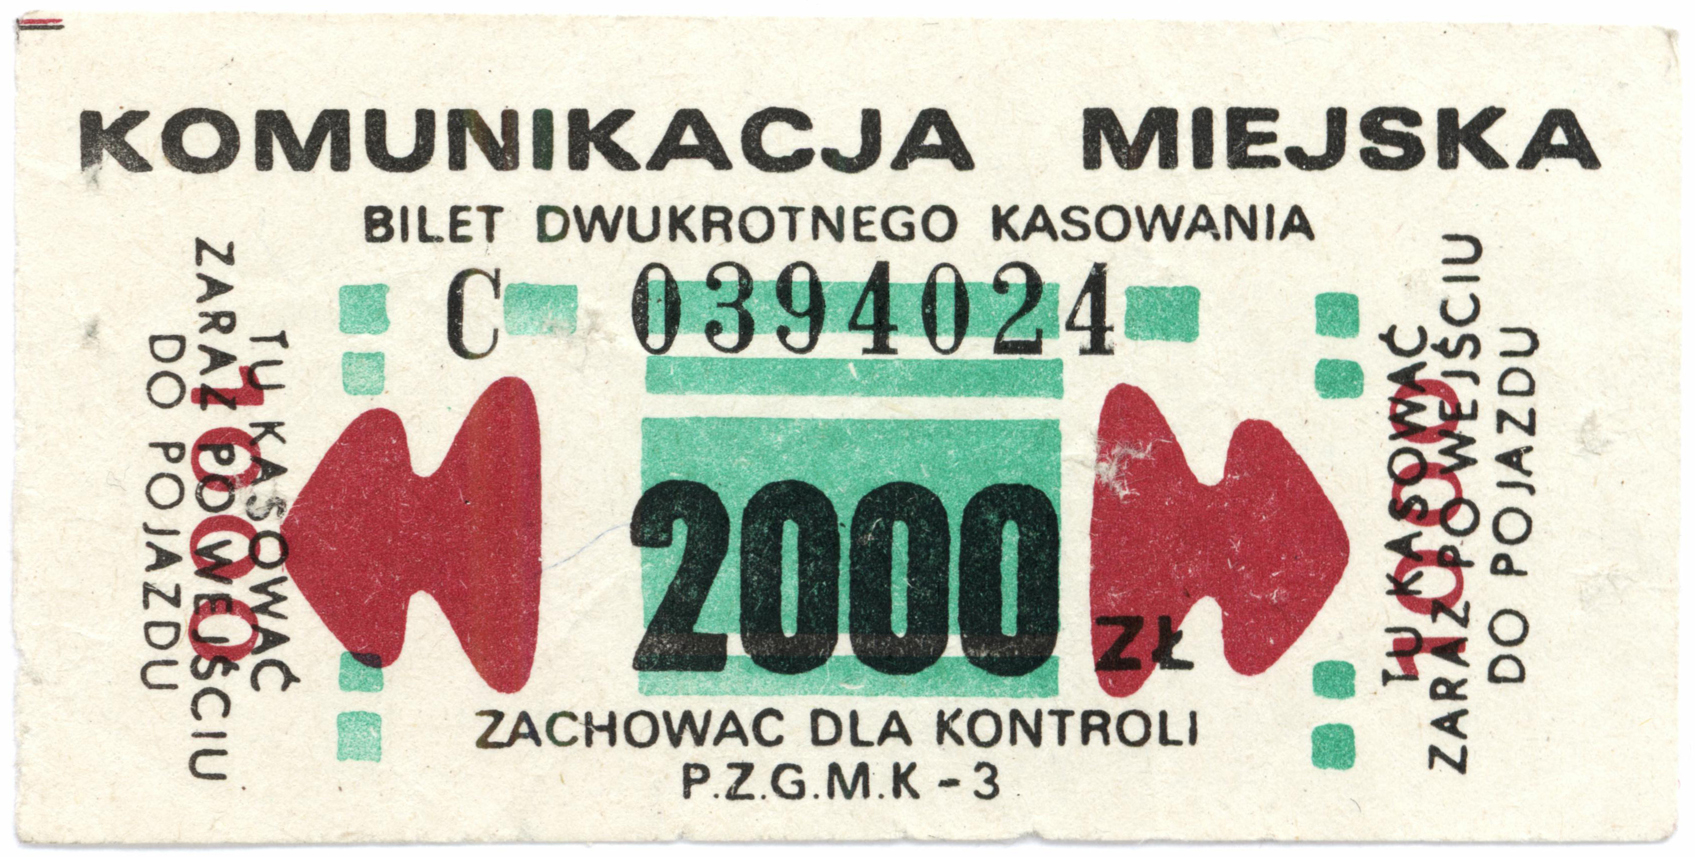 KOMUNIKACJA MIEJSKA
BILET DWUKROTNEGO KASOWANIA
C 0394024
2000 ZŁ
ZACHOWAC DLA KONTROLI
P.Z.G.M.K - 3
TU KASOWAĆ
ZARAZ PO WEJŚCIU
DO POJAZDU
1000
TU KASOWAĆ
ZARAZ PO WEJŚCIU
DO POJAZDU
1000